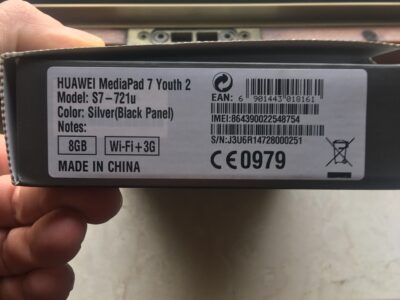 HUAWEI MediaPad 7 Youth 2
Model: S7-721u
Color: Silver(Black Panel)
Notes:
8GB Wi-Fi+3G
MADE IN CHINA
EAN: 6 901443 018161
IMEI:864390022548754
S/N:J3U6R14728000251
CE0979